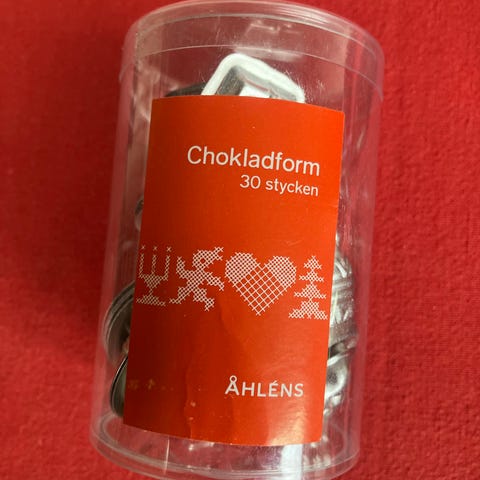 Chokladform
30 stycken
ÅHLÉNS